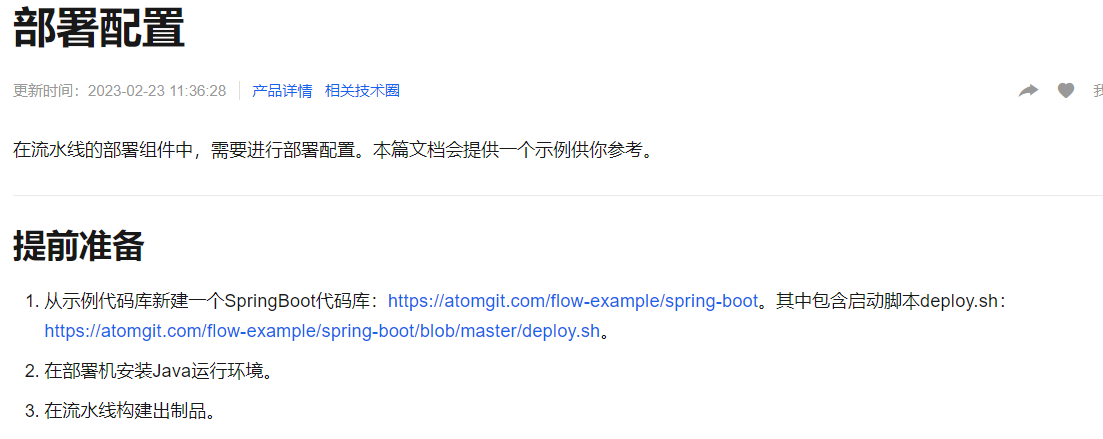 部署配置
更新时间：2023-02-23 11:36:28 产品详情 相关技术圈
在流水线的部署组件中，需要进行部署配置。本篇文档会提供一个示例供你参考。
提前准备
1. 从示例代码库新建一个SpringBoot代码库：https://atomgit.com/flow-example/spring-boot。其中包含启动脚本deploy.sh：
https://atomgit.com/flow-example/spring-boot/blob/master/deploy.sh。
2. 在部署机安装Java运行环境。
3. 在流水线构建出制品。